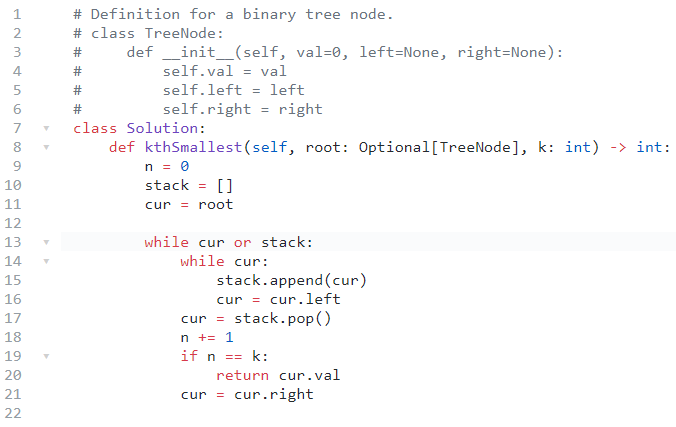 1 # Definition for a binary tree node.
2 # class TreeNode:
3 #     def __init__(self, val=0, left=None, right=None):
4 #         self.val = val
5 #         self.left = left
6 #         self.right = right
7 class Solution:
8     def kthSmallest(self, root: Optional[TreeNode], k: int) -> int:
9         n = 0
10         stack = []
11         cur = root
12
13         while cur or stack:
14             while cur:
15                 stack.append(cur)
16                 cur = cur.left
17             cur = stack.pop()
18             n += 1
19             if n == k:
20                 return cur.val
21             cur = cur.right
22